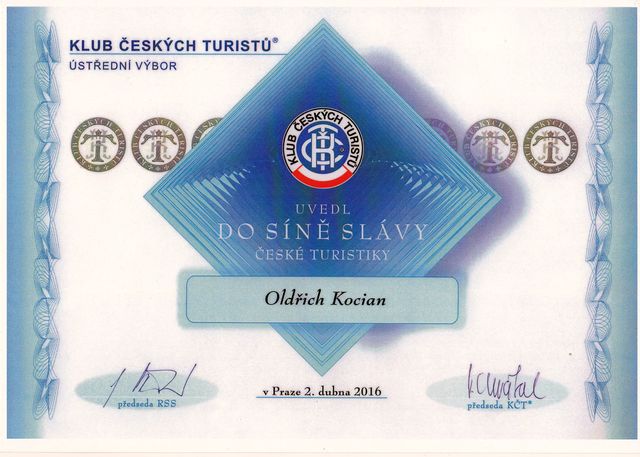 KLUB ČESKÝCH TURISTŮ®
ÚSTŘEDNÍ VÝBOR
KLUB ČESKÝCH TURISTŮ
UVEDL
DO SÍNĚ SLÁVY
ČESKÉ TURISTIKY
Oldřich Kocian
předseda RSS
v Praze 2. dubna 2016
předseda KČT®